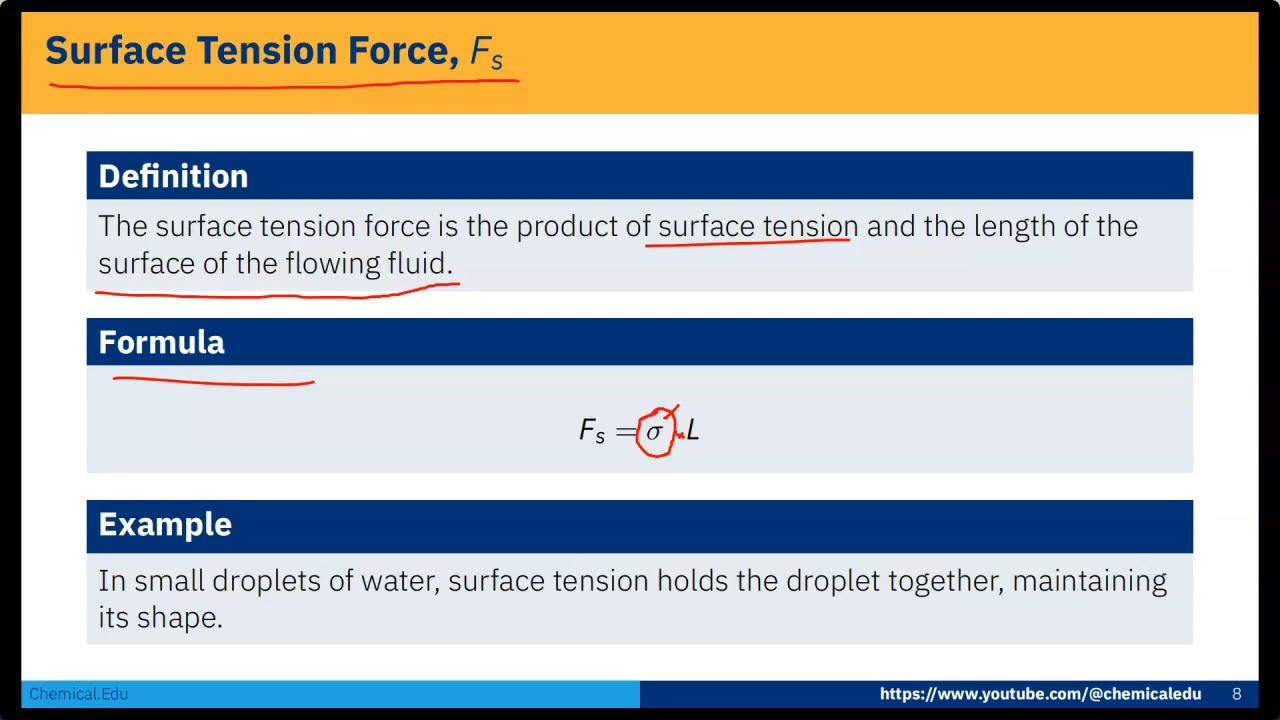 Surface Tension Force, Fₛ
Definition
The surface tension force is the product of surface tension and the length of the
surface of the flowing fluid.
Formula
Fₛ = σ · L
Example
In small droplets of water, surface tension holds the droplet together, maintaining
its shape.
Chemical.Edu
https://www.youtube.com/@chemicaledu
8